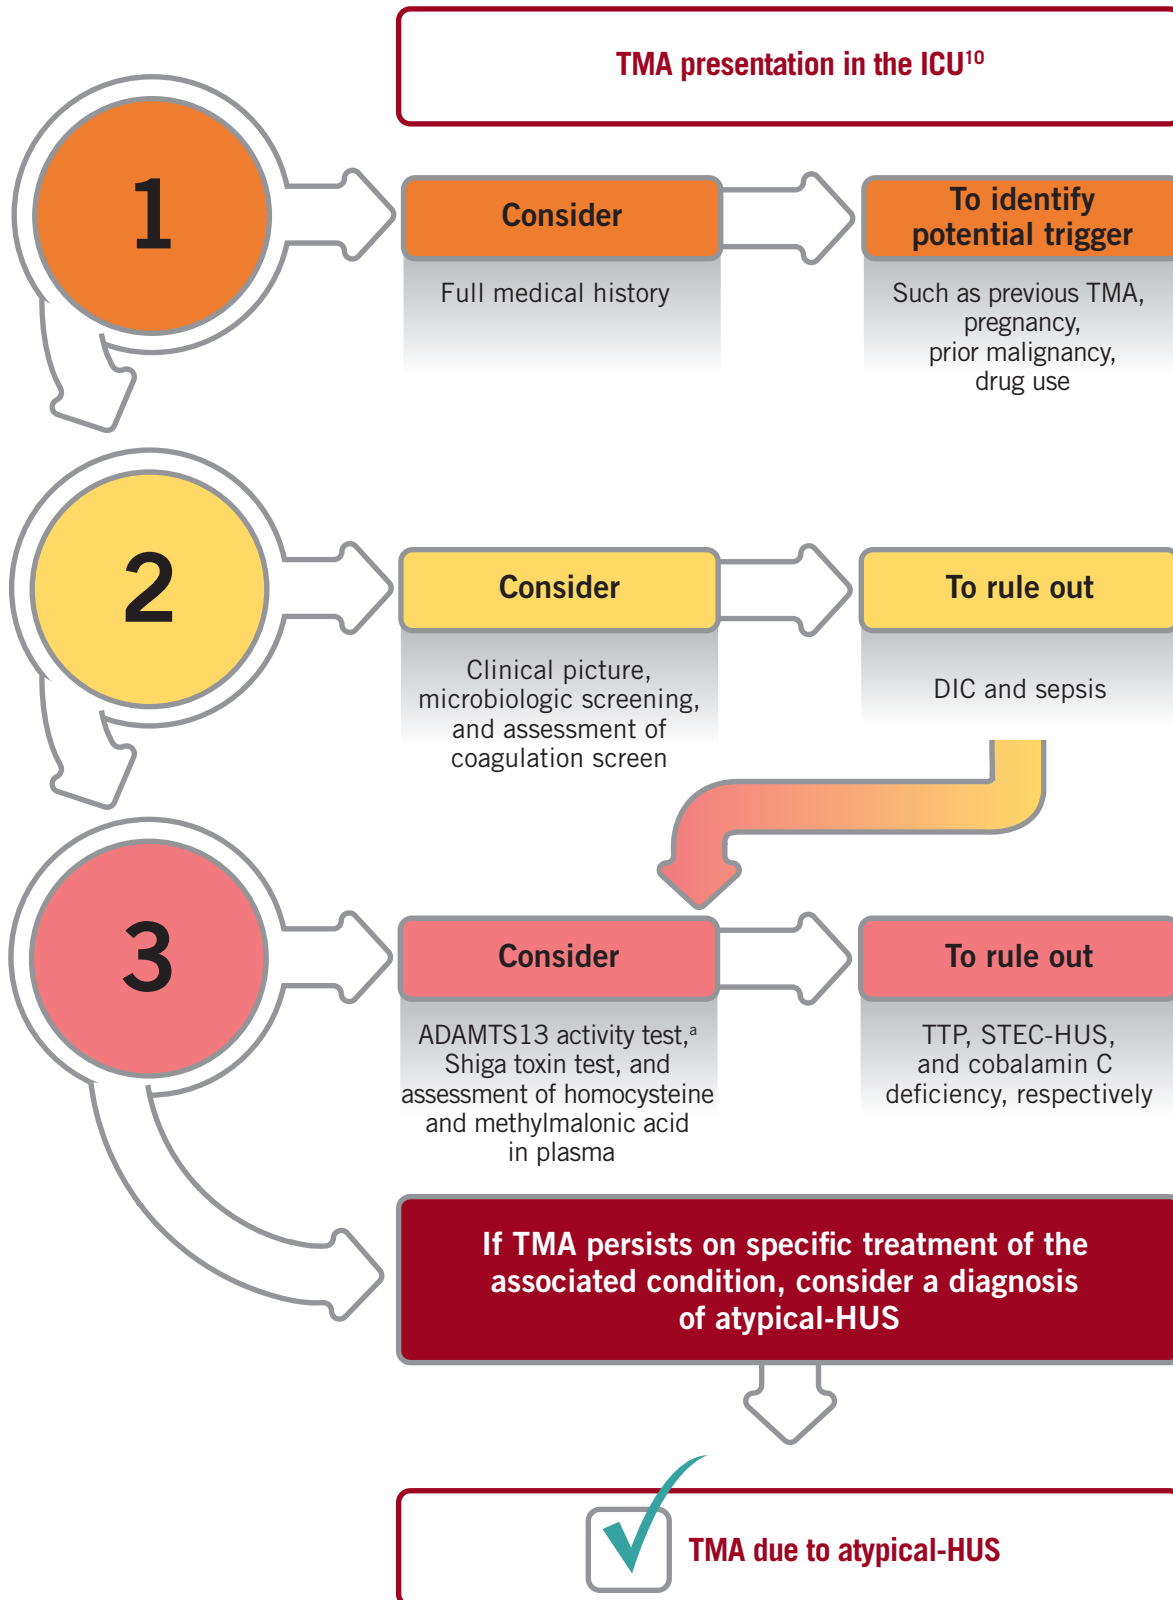 TMA presentation in the ICU¹⁰
1
Consider
Full medical history
To identify
potential trigger
Such as previous TMA,
pregnancy,
prior malignancy,
drug use
2
Consider
Clinical picture,
microbiologic screening,
and assessment of
coagulation screen
To rule out
DIC and sepsis
3
Consider
ADAMTS13 activity test,ᵃ
Shiga toxin test, and
assessment of homocysteine
and methylmalonic acid
in plasma
To rule out
TTP, STEC-HUS,
and cobalamin C
deficiency, respectively
If TMA persists on specific treatment of the
associated condition, consider a diagnosis
of atypical-HUS
TMA due to atypical-HUS